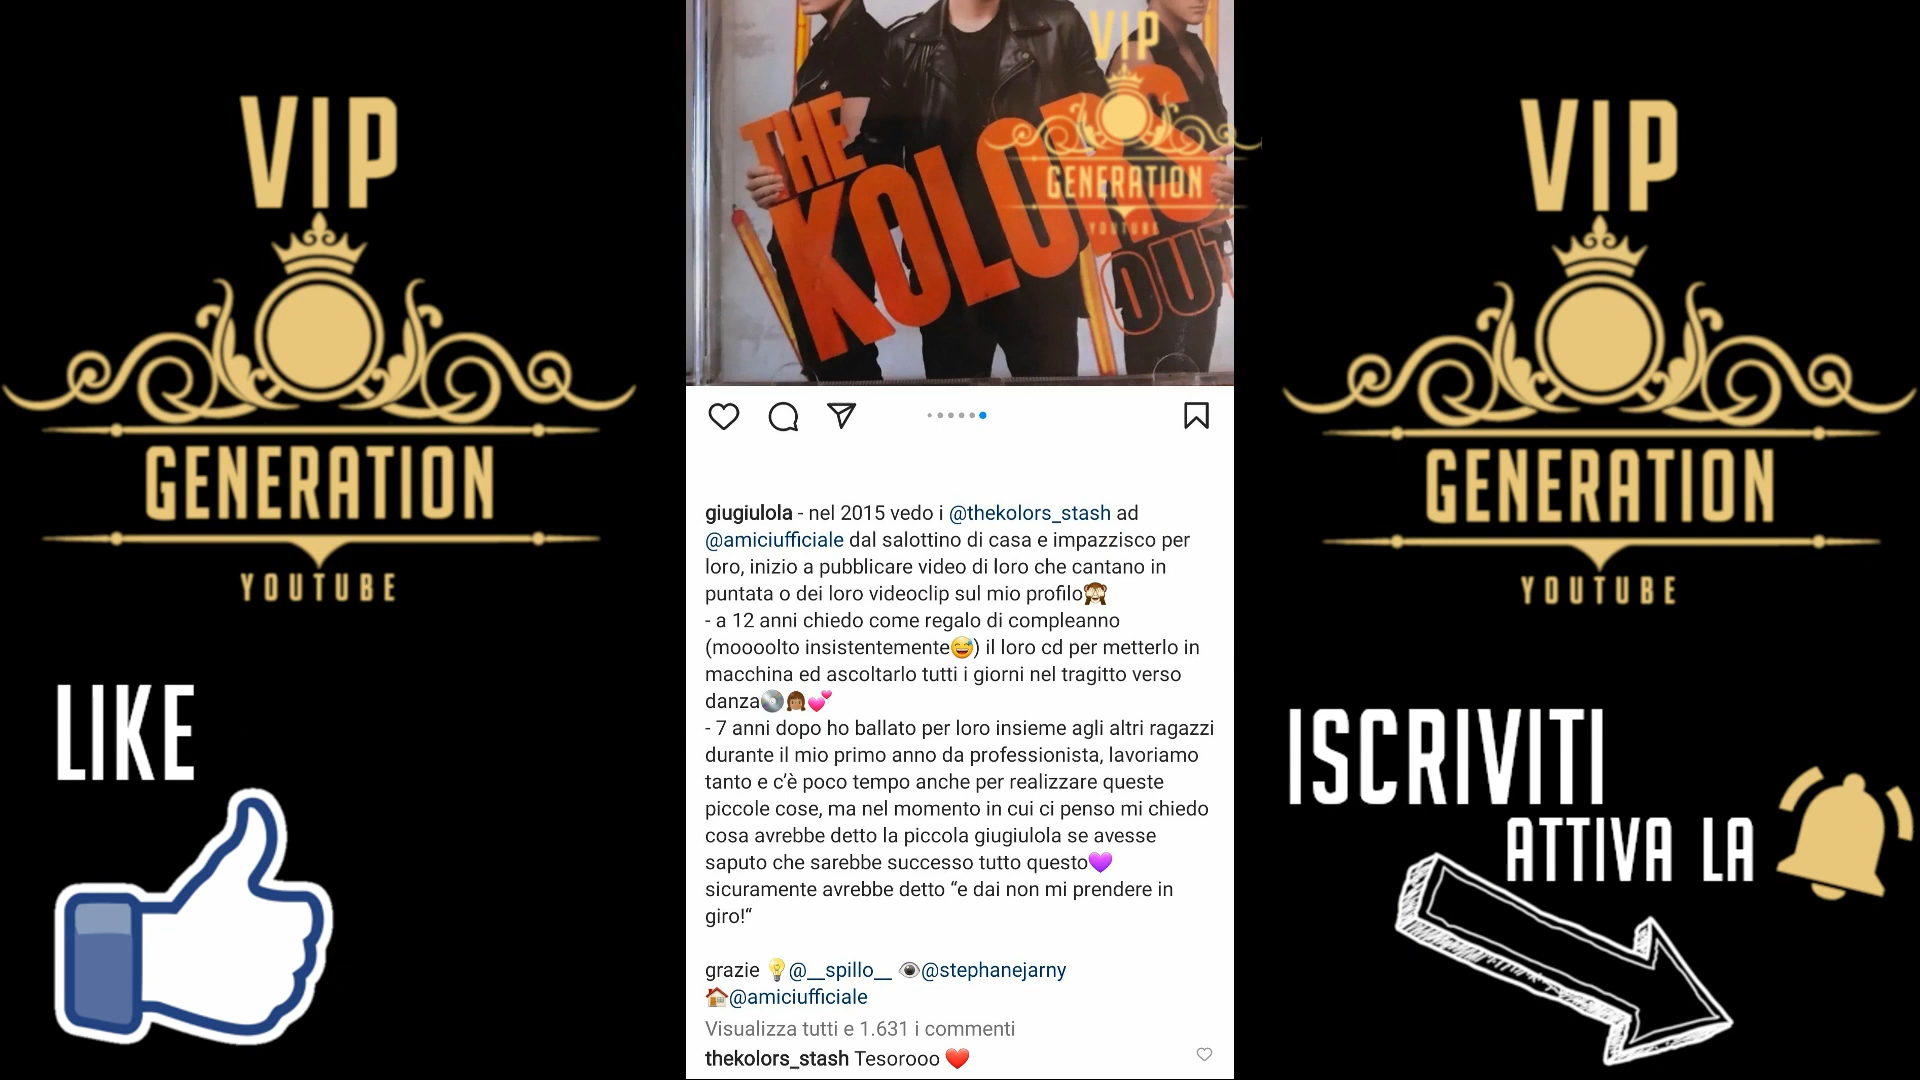 VIP
GENERATION
YOUTUBE
LIKE
THE
KOLORS
OUT
VIP
GENERATION
YOUTUBE
giugiulola - nel 2015 vedo i @thekolors_stash ad
@amiciufficiale dal salottino di casa e impazzisco per
loro, inizio a pubblicare video di loro che cantano in
puntata o dei loro videoclip sul mio profilo🙈
- a 12 anni chiedo come regalo di compleanno
(moooolto insistentemente😅) il loro cd per metterlo in
macchina ed ascoltarlo tutti i giorni nel tragitto verso
danza💿👧🏽💕
- 7 anni dopo ho ballato per loro insieme agli altri ragazzi
durante il mio primo anno da professionista, lavoriamo
tanto e c’è poco tempo anche per realizzare queste
piccole cose, ma nel momento in cui ci penso mi chiedo
cosa avrebbe detto la piccola giugiulola se avesse
saputo che sarebbe successo tutto questo💜
sicuramente avrebbe detto “e dai non mi prendere in
giro!“
grazie 💡@__spillo__ 👁@stephanejarny
🏠@amiciufficiale
Visualizza tutti e 1.631 i commenti
thekolors_stash Tesorooo ❤️
VIP
GENERATION
YOUTUBE
ISCRIVITI
ATTIVA LA